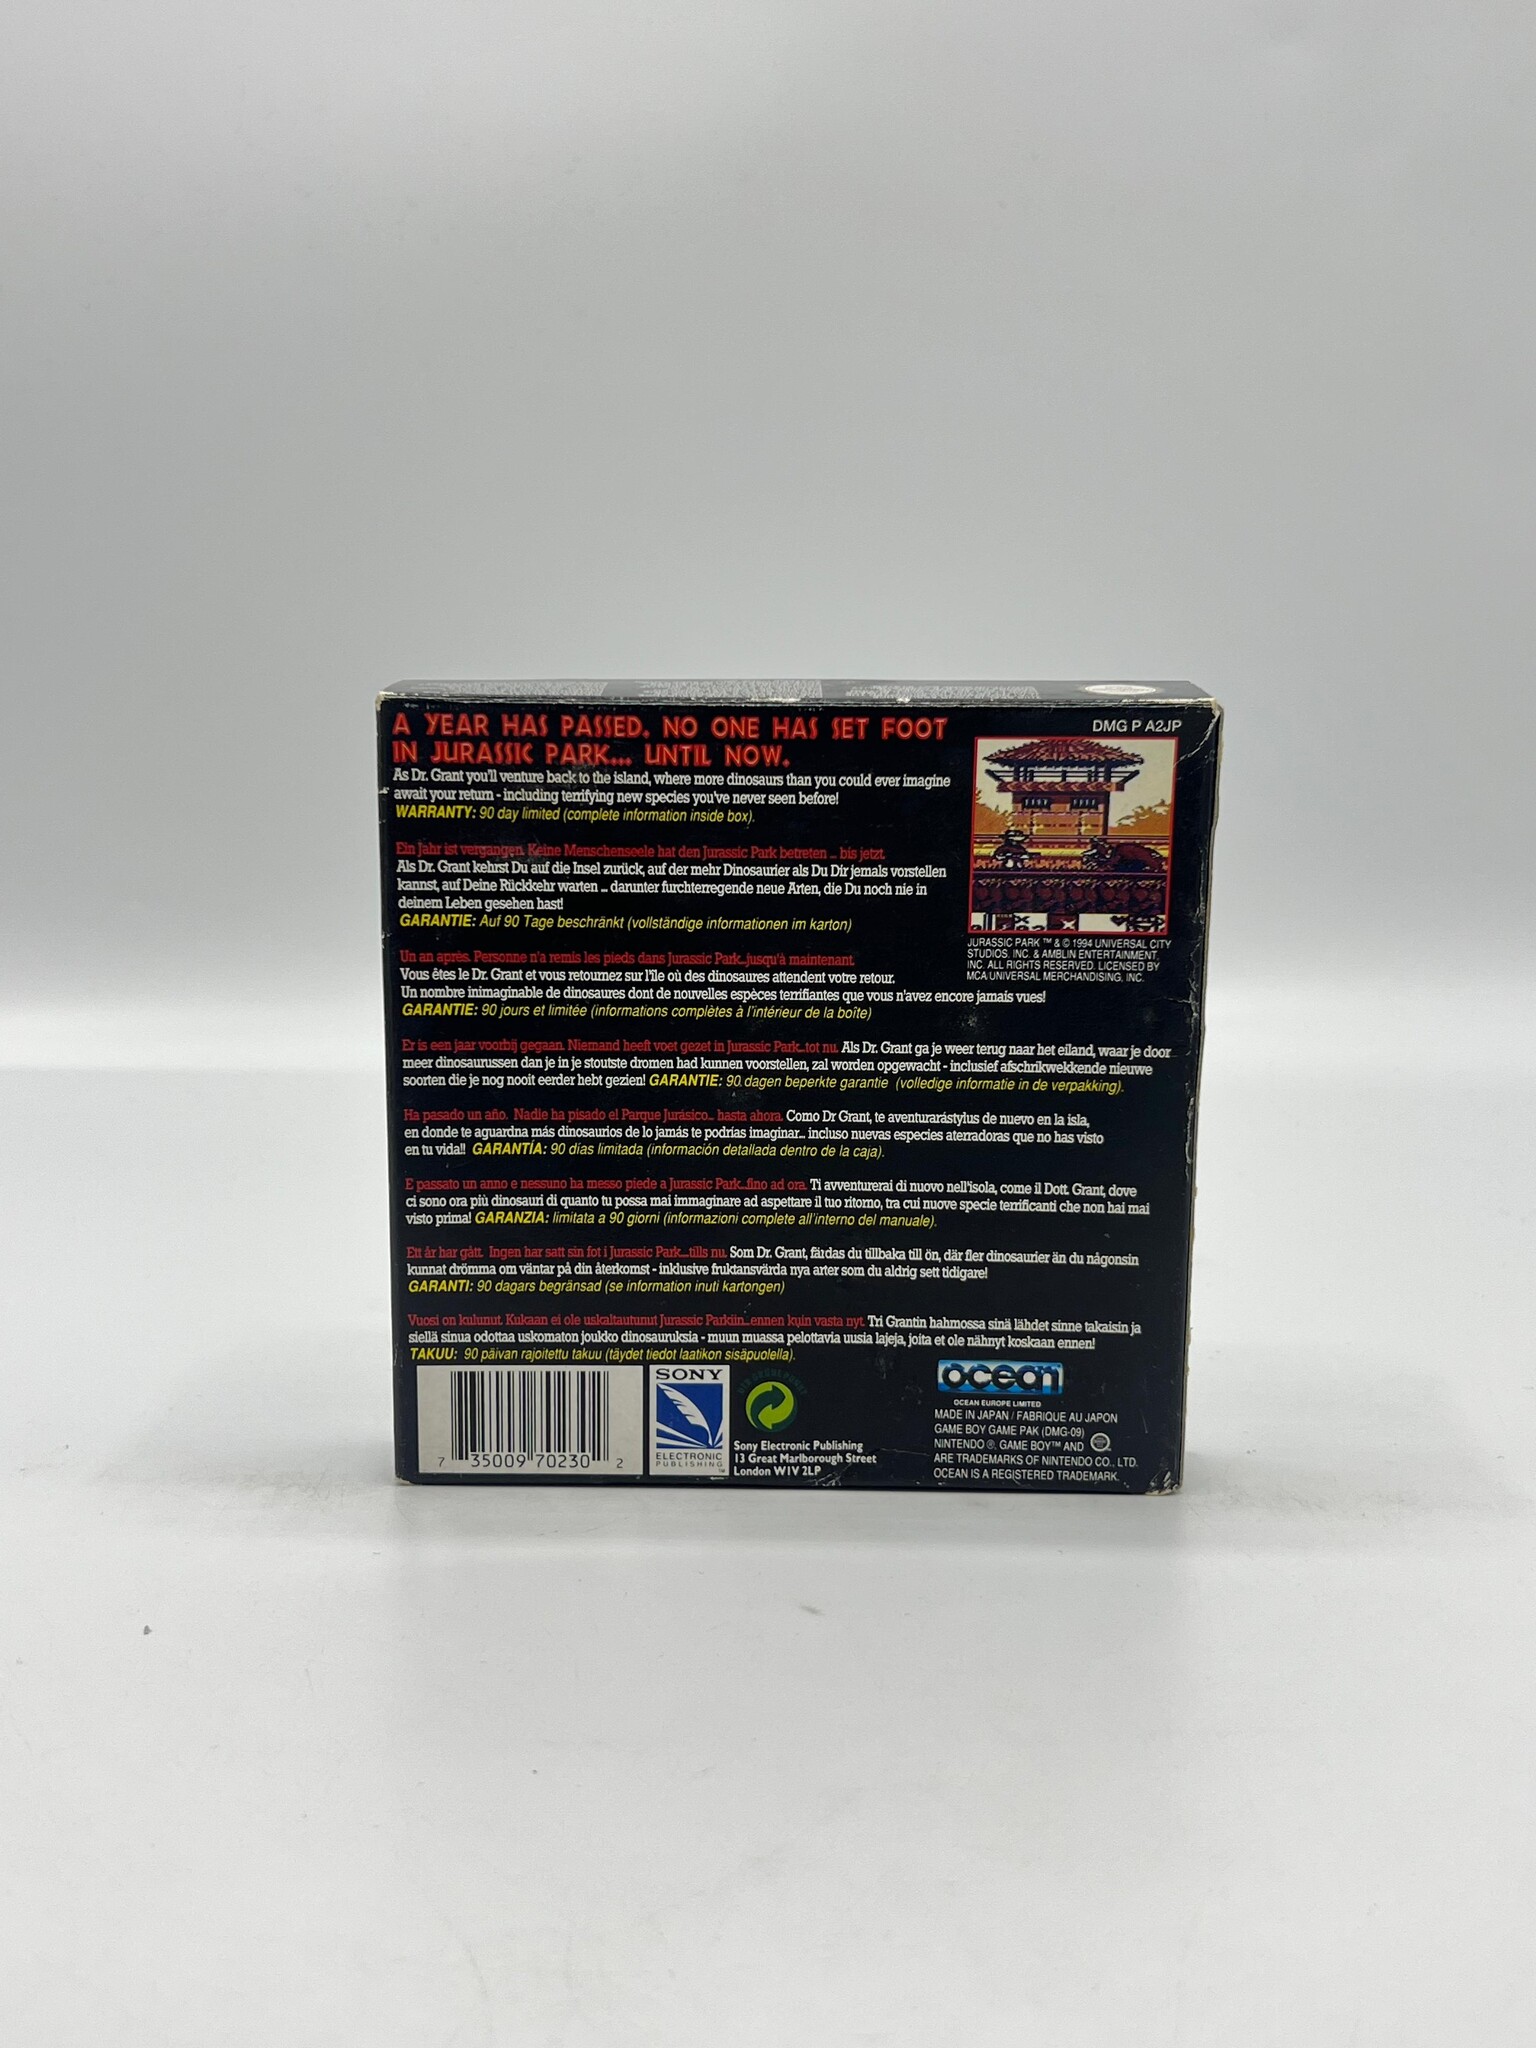 A YEAR HAS PASSED. NO ONE HAS SET FOOT
IN JURASSIC PARK... UNTIL NOW.
As Dr. Grant you'll venture back to the island, where more dinosaurs than you could ever imagine
await your return - including terrifying new species you've never seen before!
WARRANTY: 90 day limited (complete information inside box).
DMG P A2JP
Ein Jahr ist vergangen. Keine Menschenseele hat den Jurassic Park betreten ... bis jetzt.
Als Dr. Grant kehrst Du auf die Insel zurück, auf der mehr Dinosaurier als Du Dir jemals vorstellen
kannst, auf Deine Rückkehr warten ... darunter furchterregende neue Arten, die Du noch nie in
deinem Leben gesehen hast!
GARANTIE: Auf 90 Tage beschränkt (vollständige informationen im karton)
JURASSIC PARK ™ & © 1994 UNIVERSAL CITY
STUDIOS, INC. & AMBLIN ENTERTAINMENT,
INC. ALL RIGHTS RESERVED. LICENSED BY
MCA/UNIVERSAL MERCHANDISING, INC.
Un an après. Personne n'a remis les pieds dans Jurassic Park...jusqu'à maintenant.
Vous êtes le Dr. Grant et vous retournez sur l'île où des dinosaures attendent votre retour.
Un nombre inimaginable de dinosaures dont de nouvelles espèces terrifiantes que vous n'avez encore jamais vues!
GARANTIE: 90 jours et limitée (informations complètes à l'intérieur de la boîte)
Er is een jaar voorbij gegaan. Niemand heeft voet gezet in Jurassic Park...tot nu. Als Dr. Grant ga je weer terug naar het eiland, waar je door
meer dinosaurussen dan je in je stoutste dromen had kunnen voorstellen, zal worden opgewacht - inclusief afschrikwekkende nieuwe
soorten die je nog nooit eerder hebt gezien! GARANTIE: 90 dagen beperkte garantie (volledige informatie in de verpakking).
Ha pasado un año. Nadie ha pisado el Parque Jurásico... hasta ahora. Como Dr Grant, te aventurarástylus de nuevo en la isla,
en donde te aguardna más dinosaurios de lo jamás te podrías imaginar... incluso nuevas especies aterradoras que no has visto
en tu vida!! GARANTÍA: 90 días limitada (información detallada dentro de la caja).
E passato un anno e nessuno ha messo piede a Jurassic Park...fino ad ora. Ti avventurerai di nuovo nell'isola, come il Dott. Grant, dove
ci sono ora più dinosauri di quanto tu possa mai immaginare ad aspettare il tuo ritorno, tra cui nuove specie terrificanti che non hai mai
visto prima! GARANZIA: limitata a 90 giorni (informazioni complete all'interno del manuale).
Ett år har gått. Ingen har satt sin fot i Jurassic Park...tills nu. Som Dr. Grant, färdas du tillbaka till ön, där fler dinosaurier än du någonsin
kunnat drömma om väntar på din återkomst - inklusive fruktansvärda nya arter som du aldrig sett tidigare!
GARANTI: 90 dagars begränsad (se information inuti kartongen)
Vuosi on kulunut. Kukaan ei ole uskaltautunut Jurassic Parkiin...ennen kuin vasta nyt. Tri Grantin hahmossa sinä lähdet sinne takaisin ja
siellä sinua odottaa uskomaton joukko dinosauruksia - muun muassa pelottavia uusia lajeja, joita et ole nähnyt koskaan ennen!
TAKUU: 90 päivan rajoitettu takuu (täydet tiedot laatikon sisäpuolella).
7 35009 70230 2
SONY
ELECTRONIC
PUBLISHING
™
DER GRÜNE PUNKT
Sony Electronic Publishing
13 Great Marlborough Street
London W1V 2LP
ocean
OCEAN EUROPE LIMITED
MADE IN JAPAN / FABRIQUE AU JAPON
GAME BOY GAME PAK (DMG-09)
NINTENDO ®, GAME BOY™ AND
ARE TRADEMARKS OF NINTENDO CO., LTD.
OCEAN IS A REGISTERED TRADEMARK.